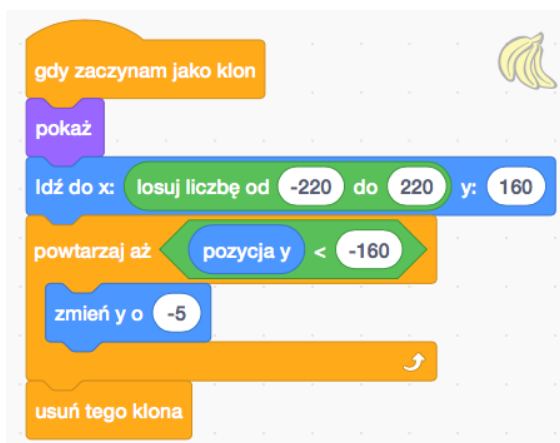 gdy zaczynam jako klon
pokaż
Idź do x: losuj liczbę od -220 do 220 y: 160
powtarzaj aż pozycja y < -160
zmień y o -5
usuń tego klona